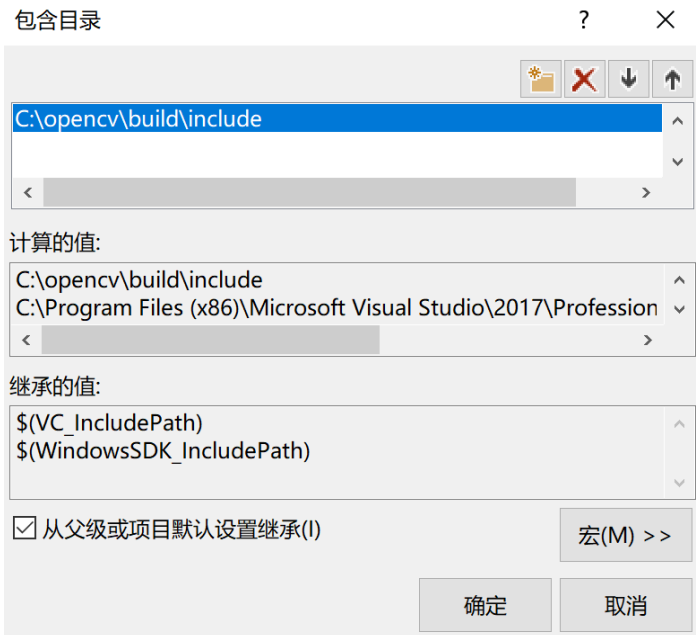 包含目录
?
C:\opencv\build\include
计算的值:
C:\opencv\build\include
C:\Program Files (x86)\Microsoft Visual Studio\2017\Profession
继承的值:
$(VC_IncludePath)
$(WindowsSDK_IncludePath)
从父级或项目默认设置继承(I)
宏(M) >>
确定
取消